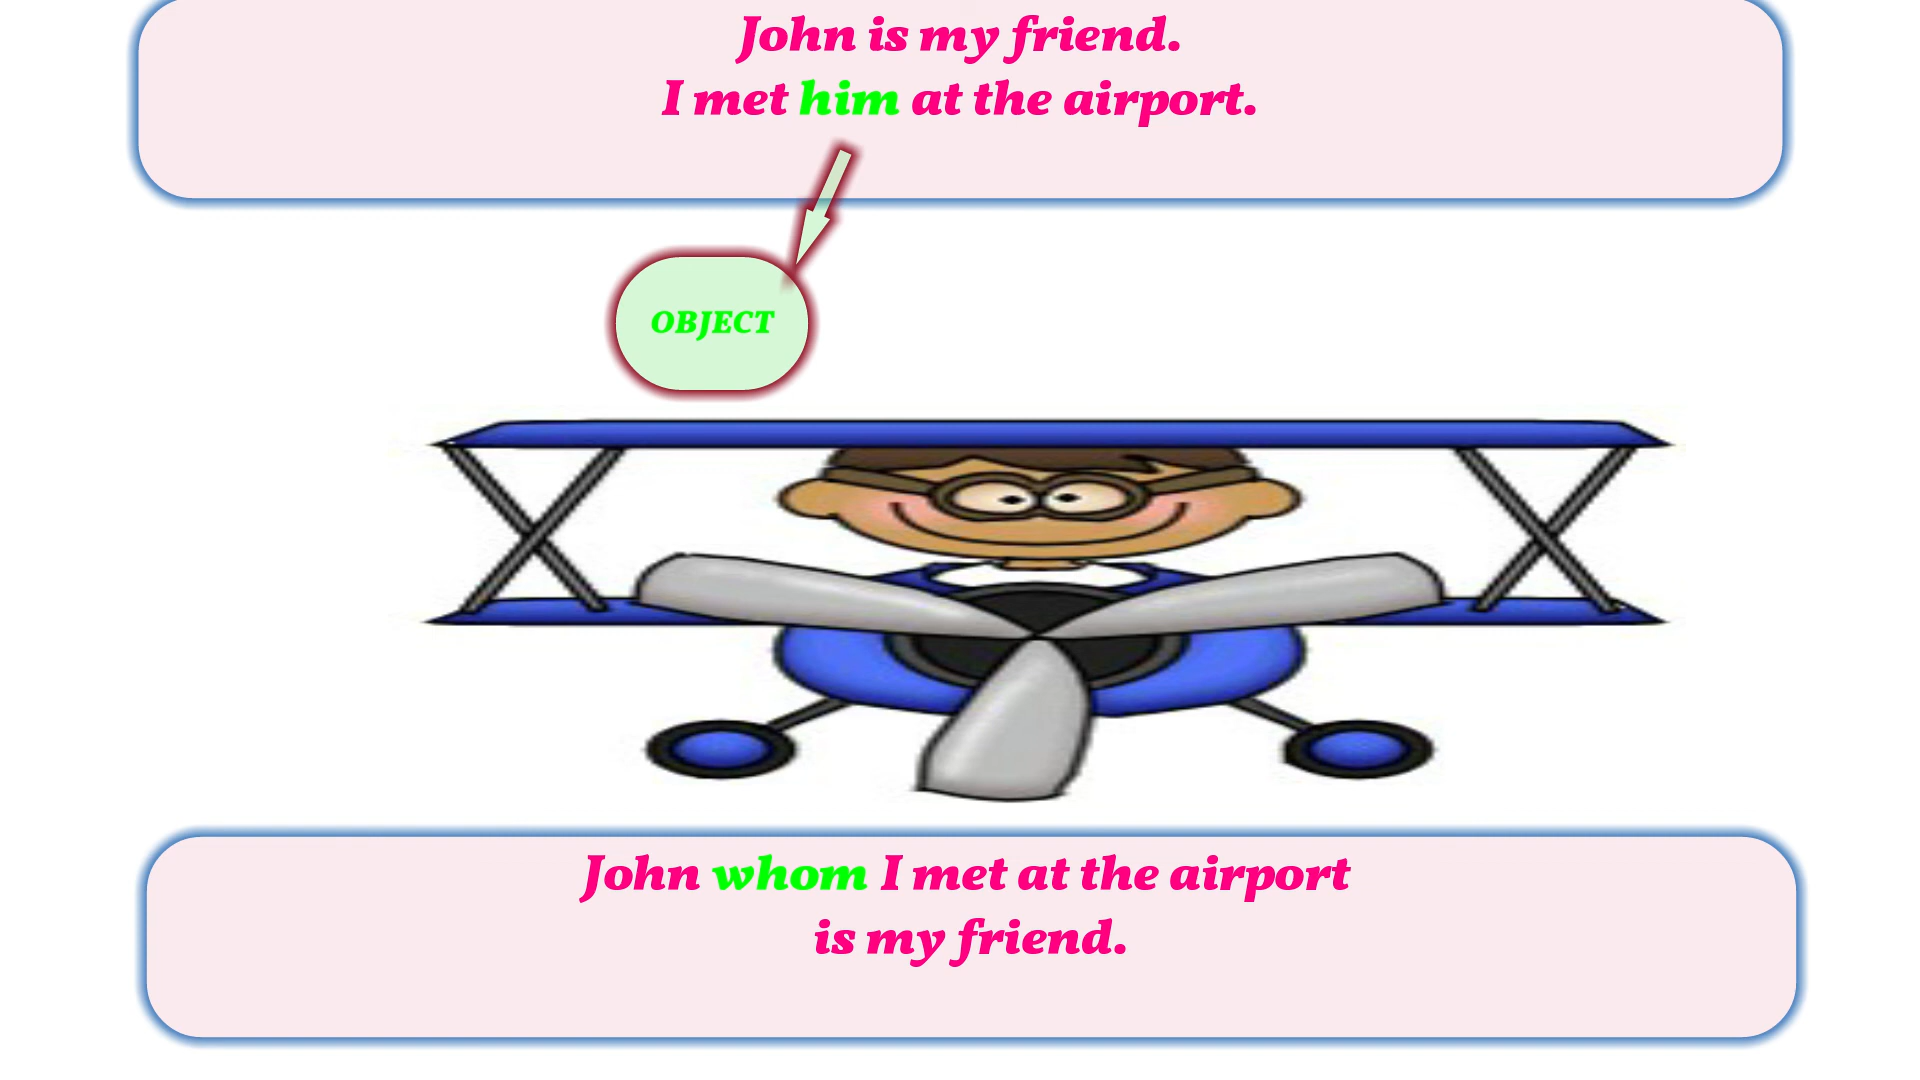 John is my friend.
I met him at the airport.
OBJECT
John whom I met at the airport
is my friend.